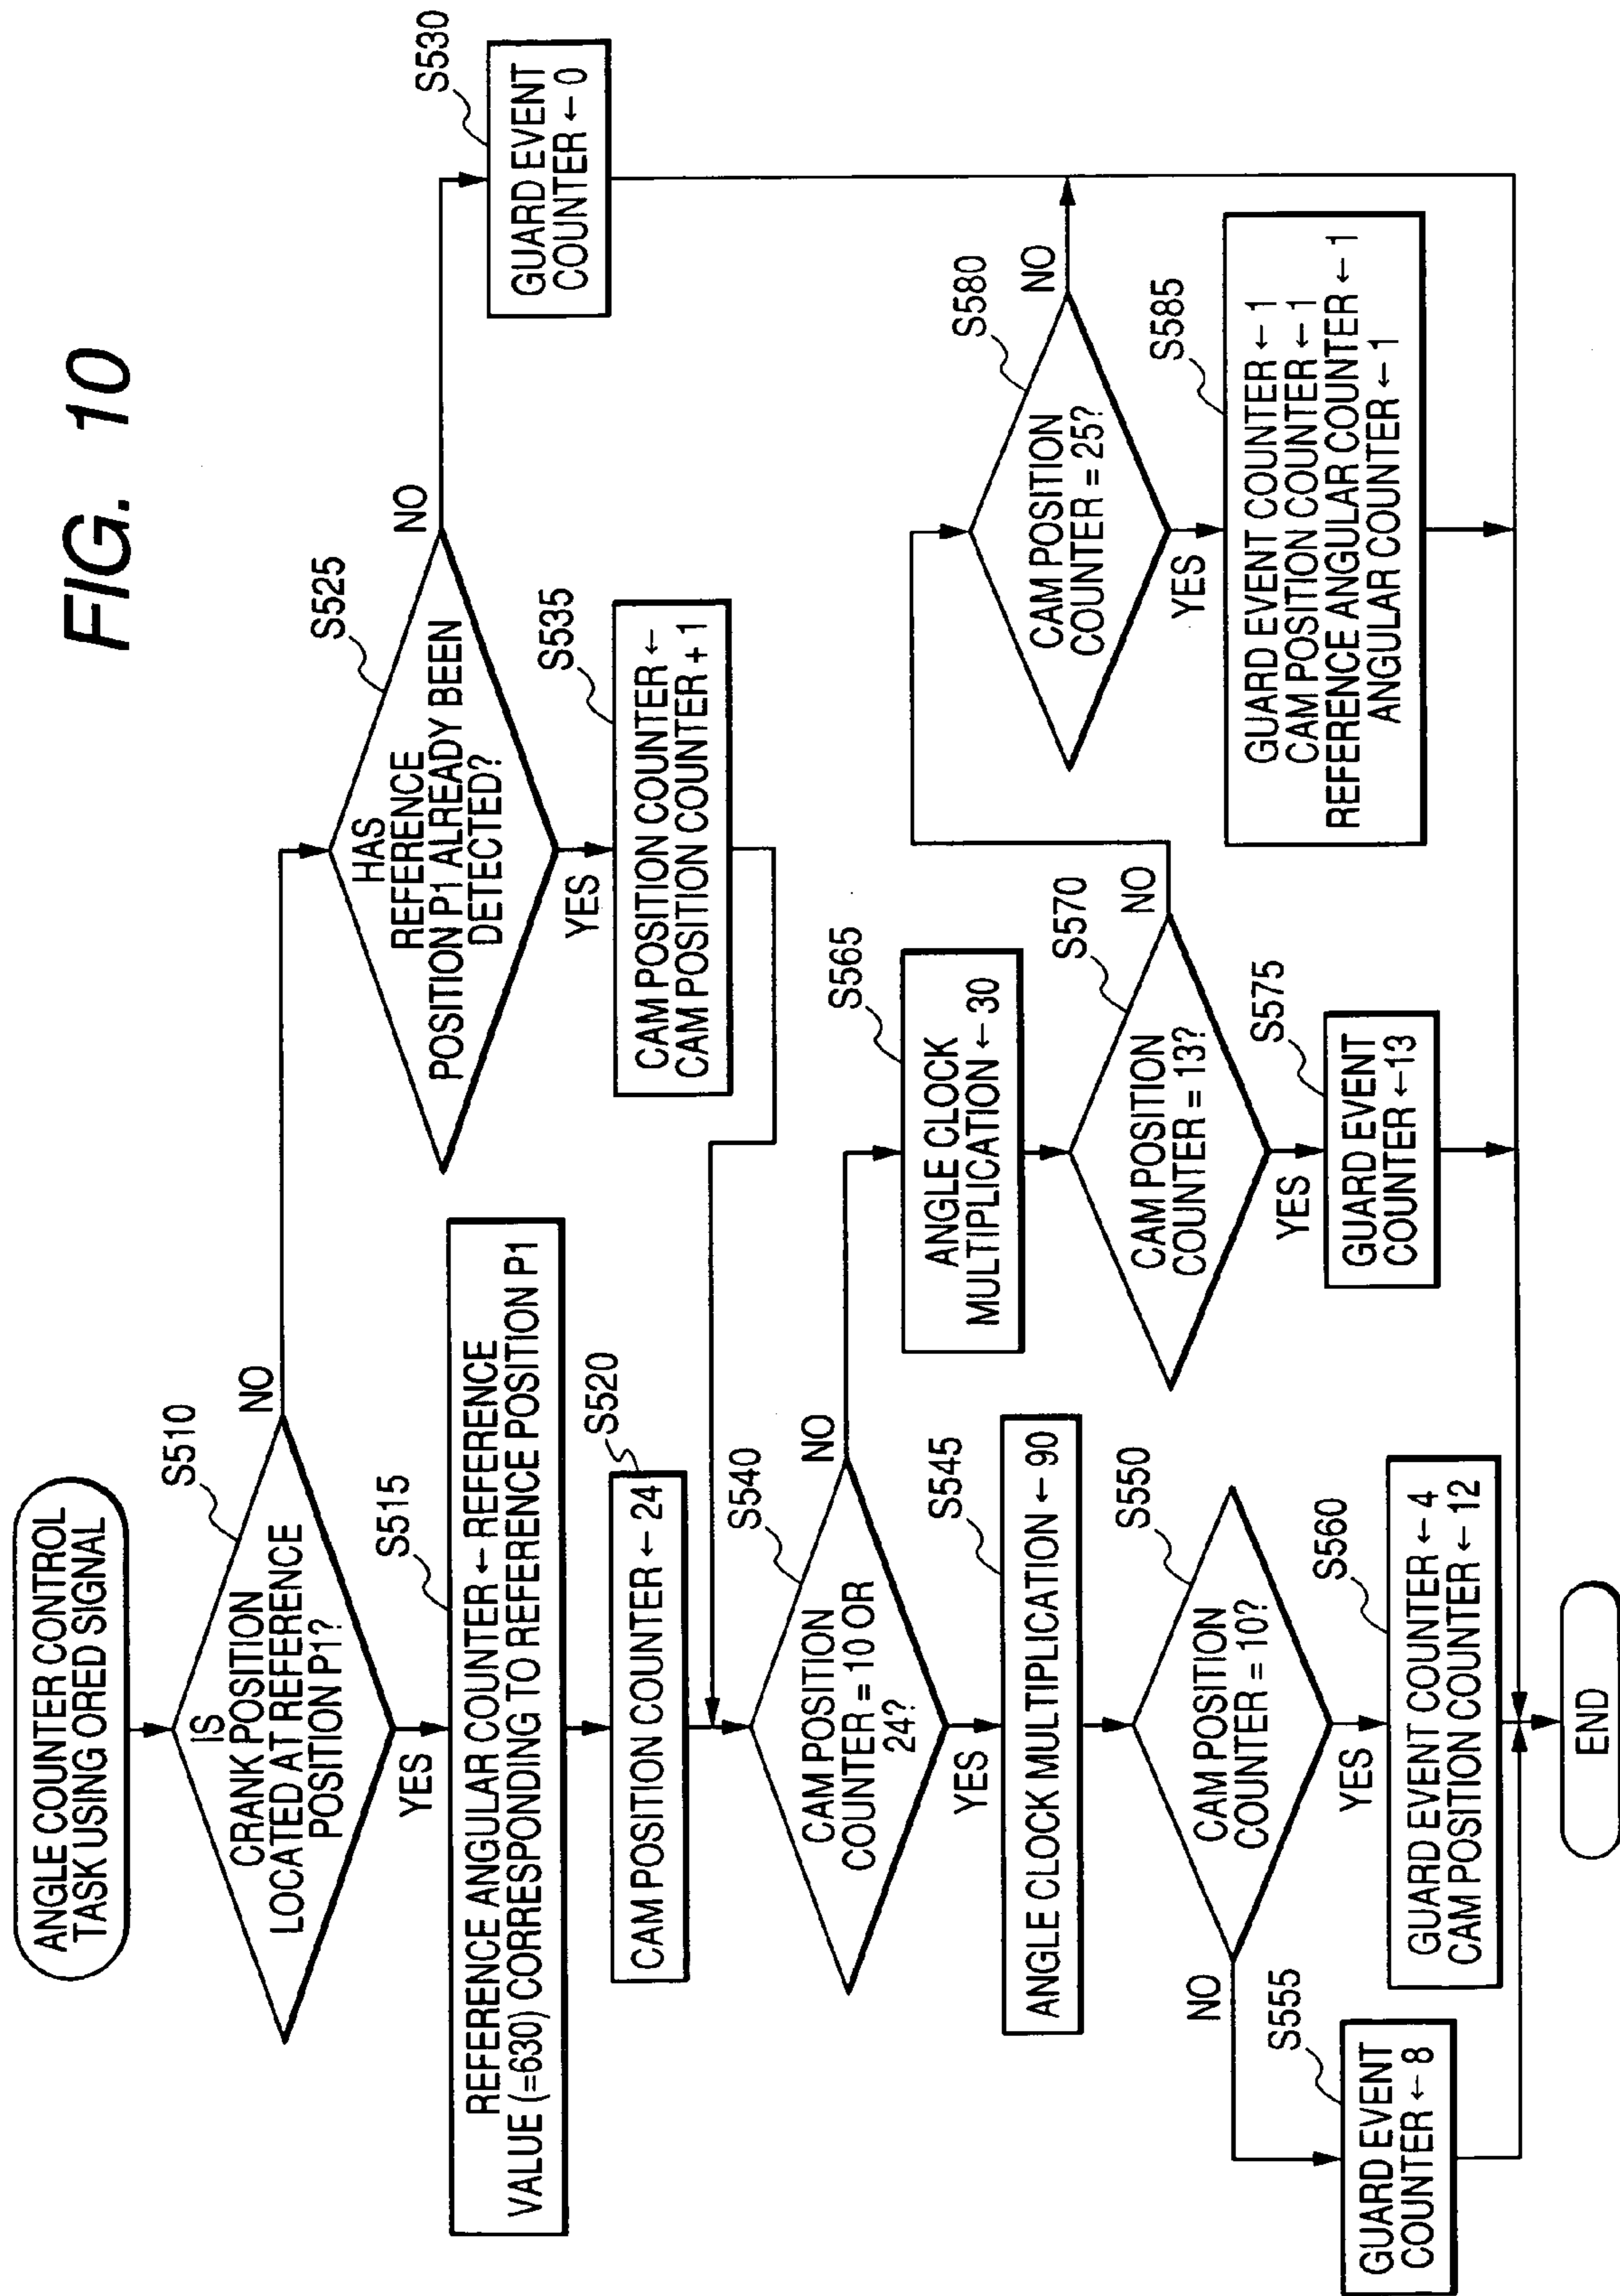 FIG. 10
ANGLE COUNTER CONTROL
TASK USING ORED SIGNAL
S510
IS
CRANK POSITION
LOCATED AT REFERENCE
POSITION P1?
NO
YES
S515
REFERENCE ANGULAR COUNTER ← REFERENCE
VALUE (=630) CORRESPONDING TO REFERENCE POSITION P1
S520
CAM POSITION COUNTER ← 24
S525
HAS
REFERENCE
POSITION P1 ALREADY BEEN
DETECTED?
NO
YES
S530
GUARD EVENT
COUNTER ← 0
S535
CAM POSITION COUNTER ←
CAM POSITION COUNTER + 1
S540
CAM POSITION
COUNTER = 10 OR
24?
NO
YES
S545
ANGLE CLOCK MULTIPLICATION ← 90
S550
CAM POSITION
COUNTER = 10?
NO
YES
S555
GUARD EVENT
COUNTER ← 8
S560
GUARD EVENT COUNTER ← 4
CAM POSITION COUNTER ← 12
S565
ANGLE CLOCK
MULTIPLICATION ← 30
S570
CAM POSITION
COUNTER = 13?
NO
YES
S575
GUARD EVENT
COUNTER ←13
S580
CAM POSITION
COUNTER = 25?
NO
YES
S585
GUARD EVENT COUNTER ← 1
CAM POSITION COUNTER ← 1
REFERENCE ANGULAR COUNTER ← 1
ANGULAR COUNTER ← 1
END